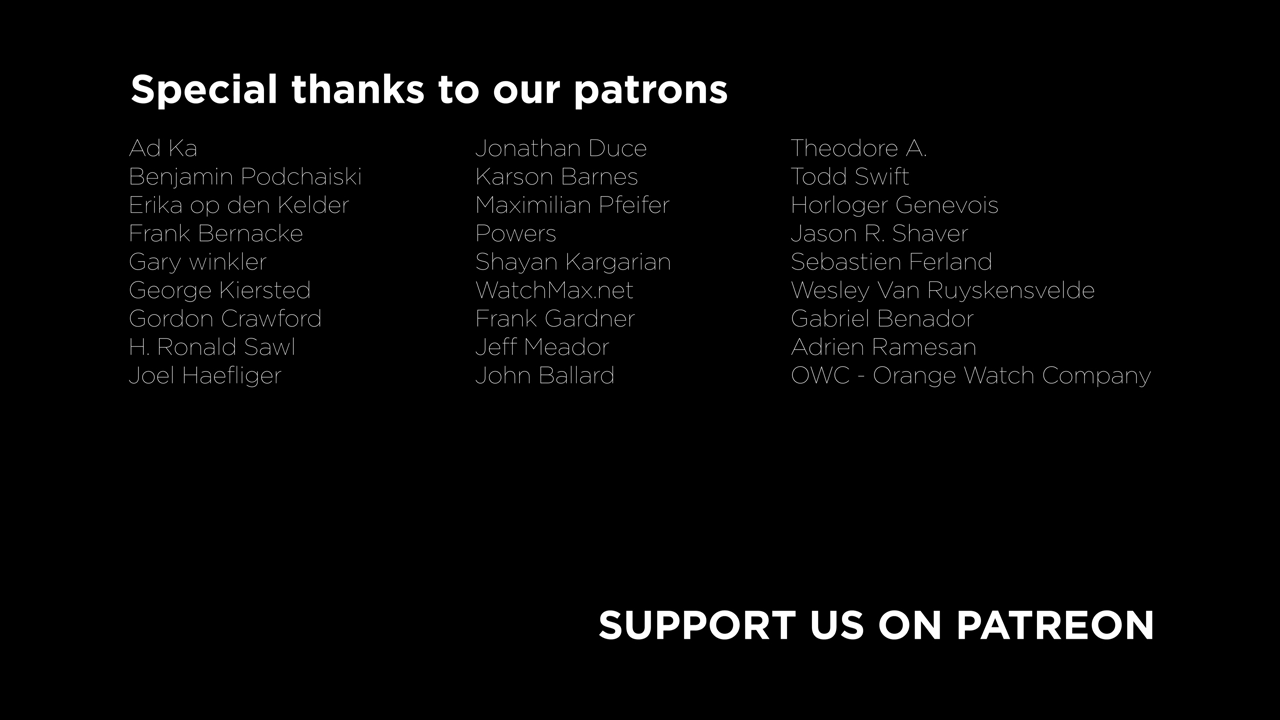 Special thanks to our patrons
Ad Ka
Benjamin Podchaiski
Erika op den Kelder
Frank Bernacke
Gary winkler
George Kiersted
Gordon Crawford
H. Ronald Sawl
Joel Haefliger
Jonathan Duce
Karson Barnes
Maximilian Pfeifer
Powers
Shayan Kargarian
WatchMax.net
Frank Gardner
Jeff Meador
John Ballard
Theodore A.
Todd Swift
Horloger Genevois
Jason R. Shaver
Sebastien Ferland
Wesley Van Ruyskensvelde
Gabriel Benador
Adrien Ramesan
OWC - Orange Watch Company
SUPPORT US ON PATREON